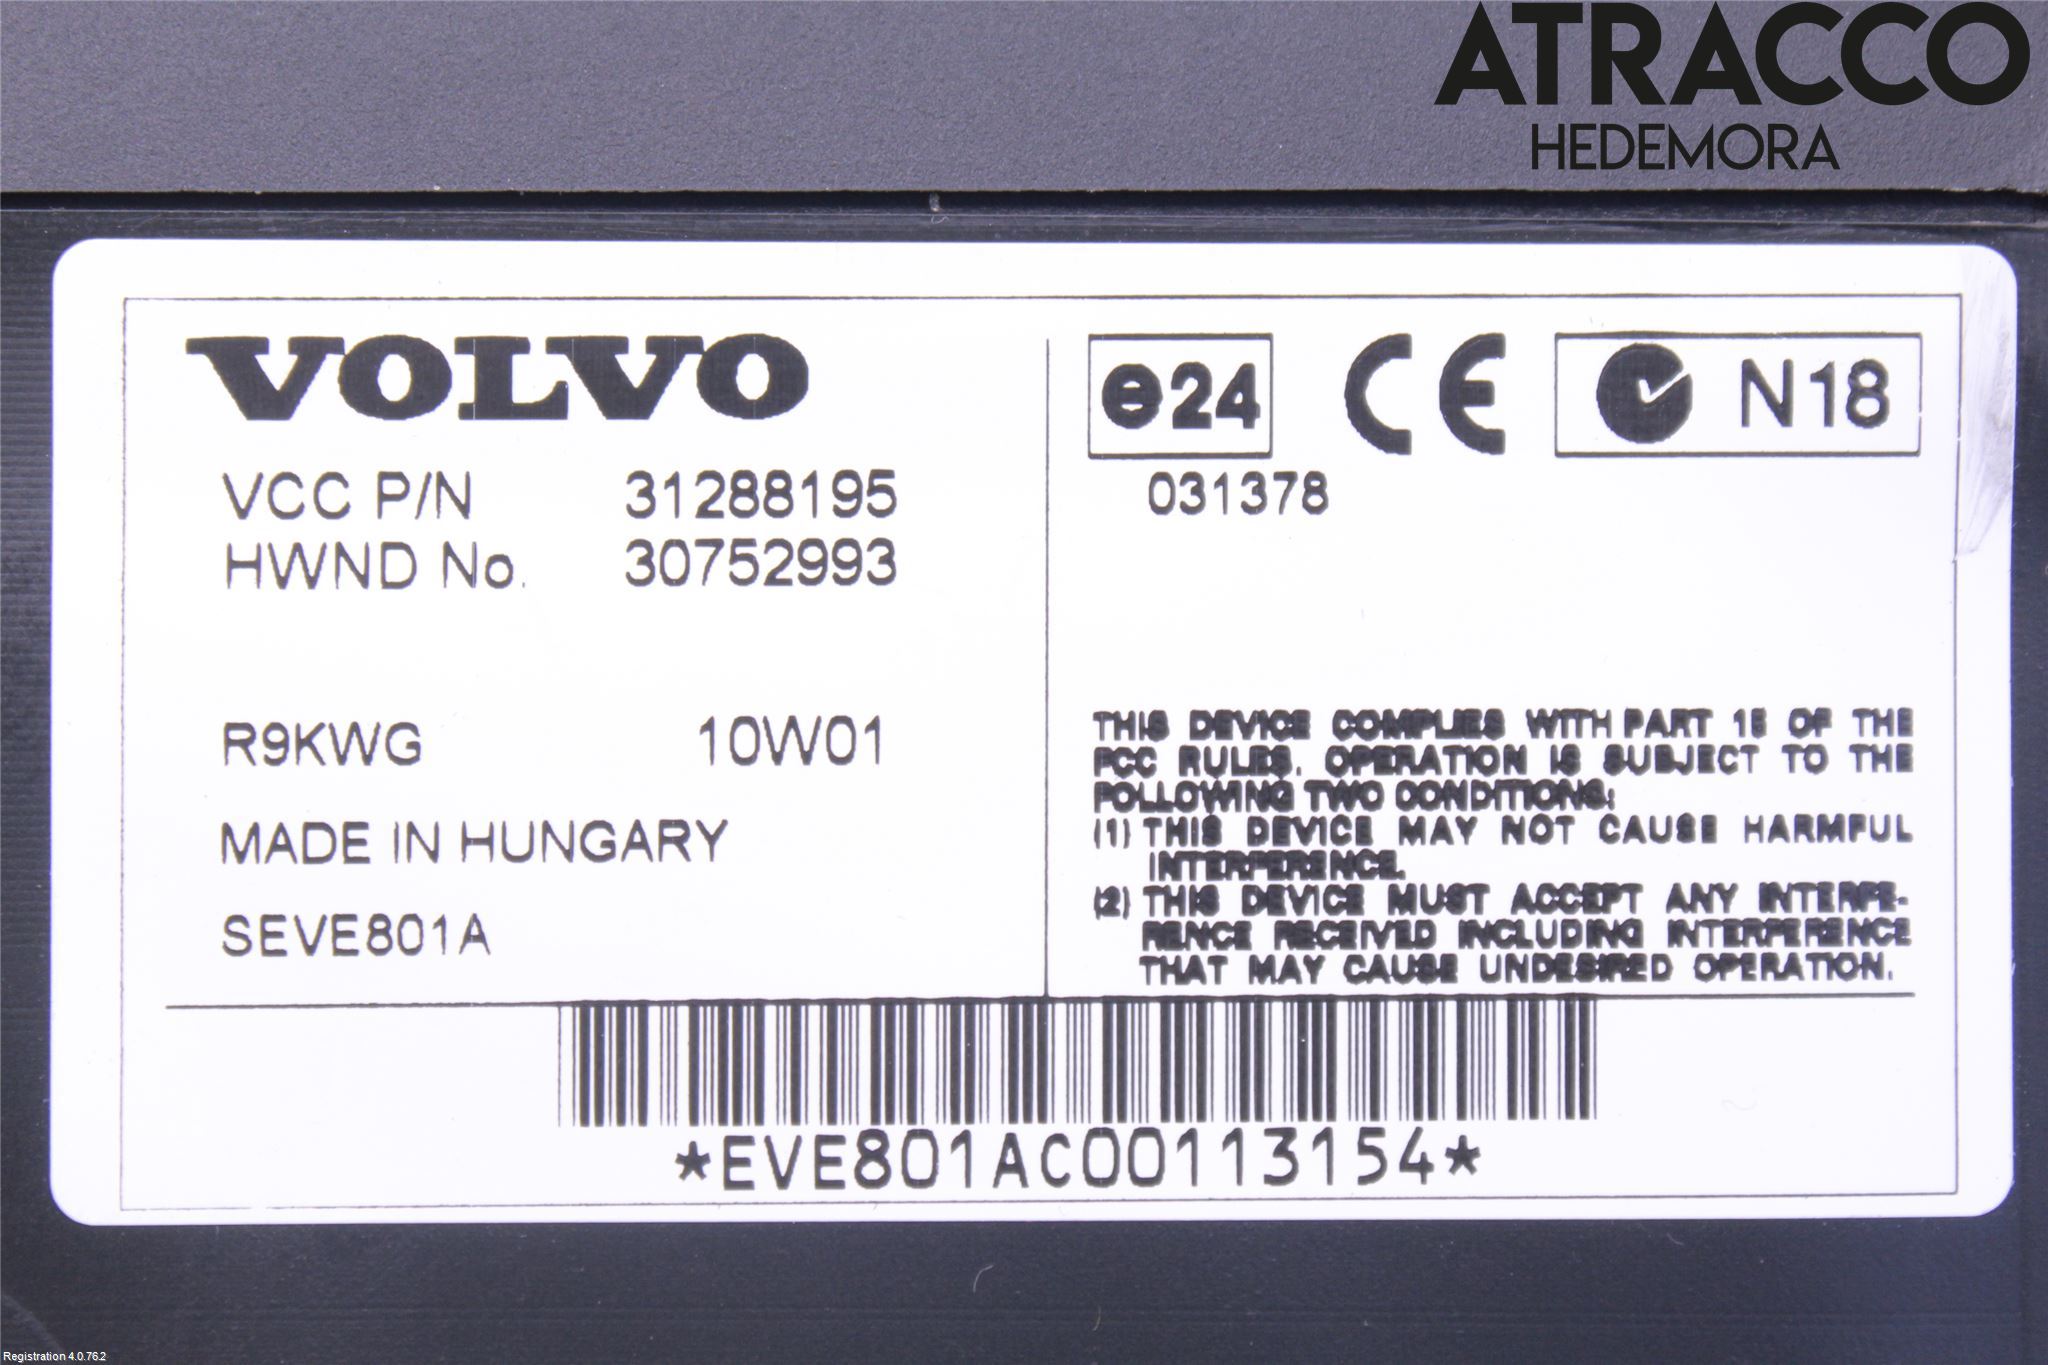 ATRACCO
HEDEMORA
VOLVO
VCC P/N 31288195
HWND No. 30752993
R9KWG 10W01
MADE IN HUNGARY
SEVE801A
e24 CE N18
031378
THIS DEVICE COMPLIES WITH PART 15 OF THE
FCC RULES. OPERATION IS SUBJECT TO THE
FOLLOWING TWO CONDITIONS:
(1) THIS DEVICE MAY NOT CAUSE HARMFUL
INTERFERENCE.
(2) THIS DEVICE MUST ACCEPT ANY INTERFE-
RENCE RECEIVED INCLUDING INTERFERENCE
THAT MAY CAUSE UNDESIRED OPERATION.
*EVE801AC00113154*
Registration 4.0.76.2